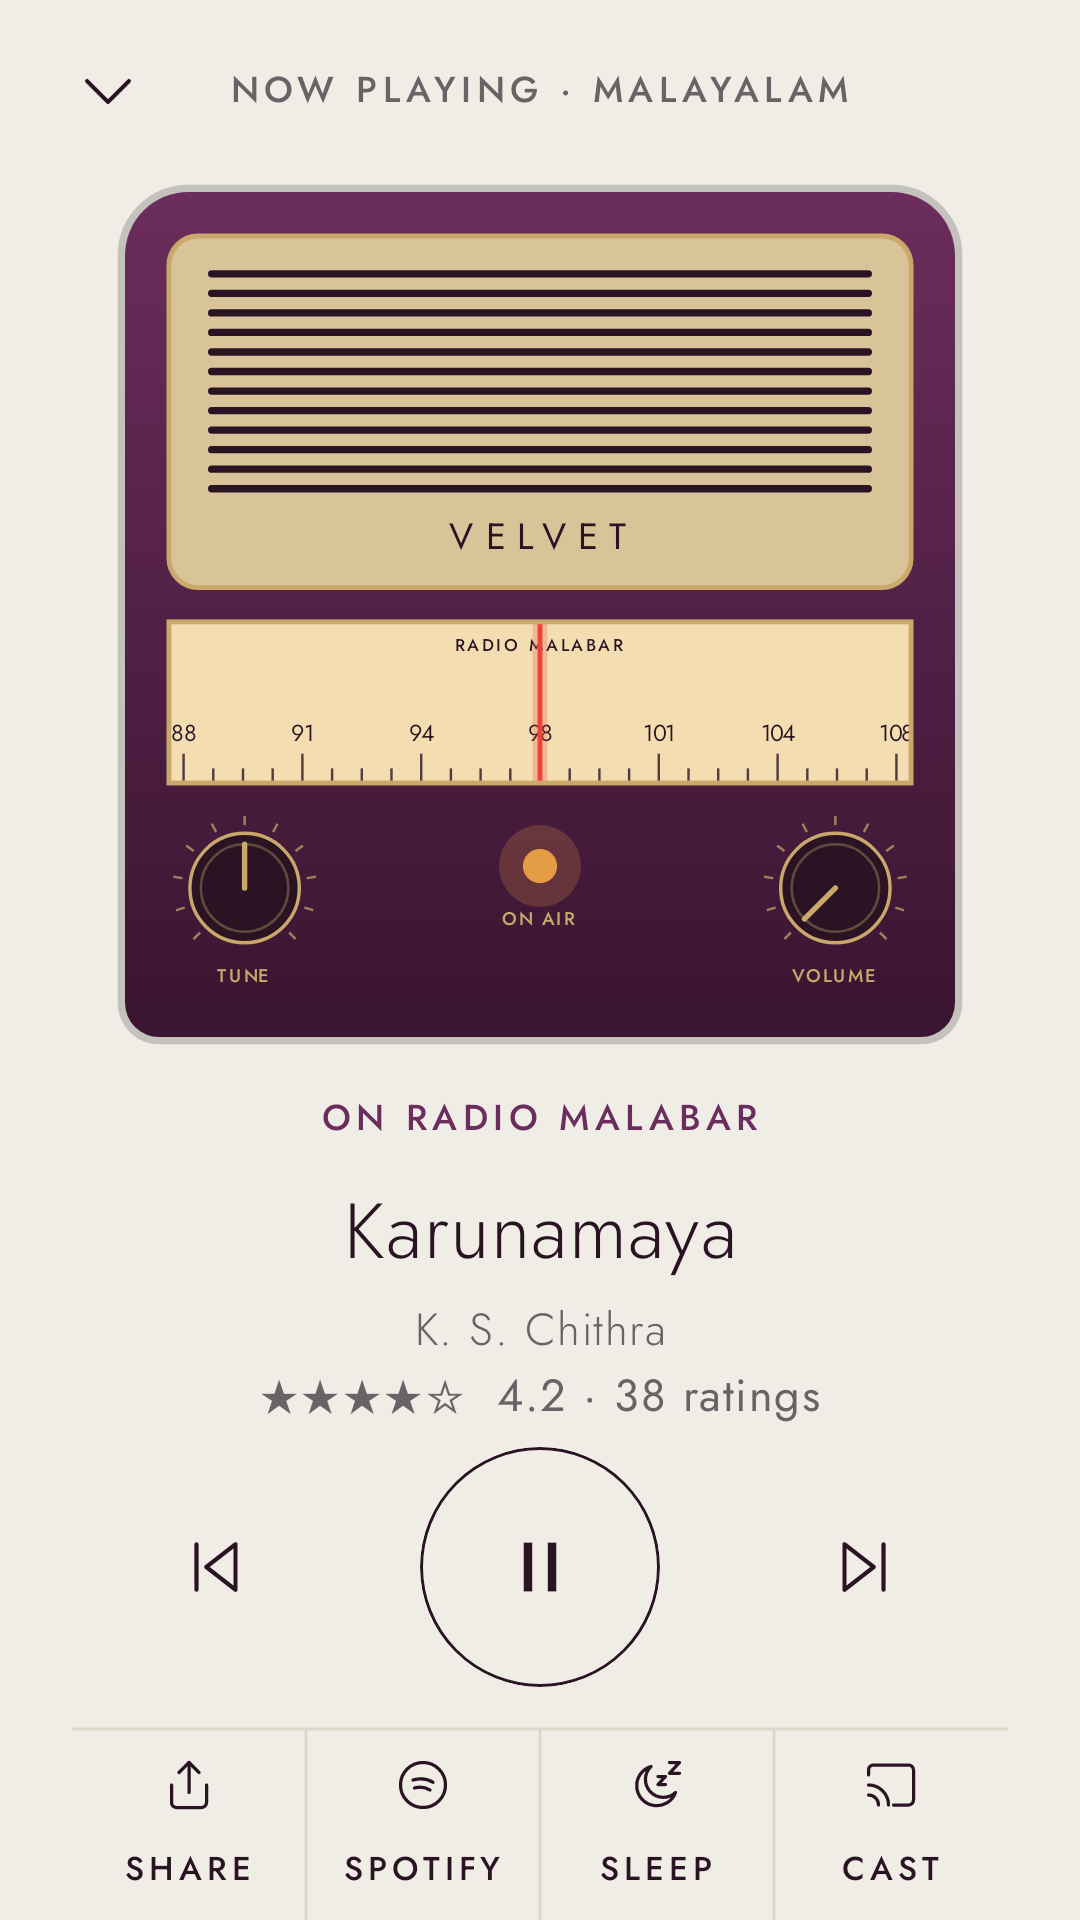 NOW PLAYING · MALAYALAM
VELVET
RADIO MALABAR
88 91 94 98 101 104 108
ON AIR
TUNE VOLUME
ON RADIO MALABAR
Karunamaya
K. S. Chithra
★★★★☆ 4.2 · 38 ratings
SHARE SPOTIFY SLEEP CAST